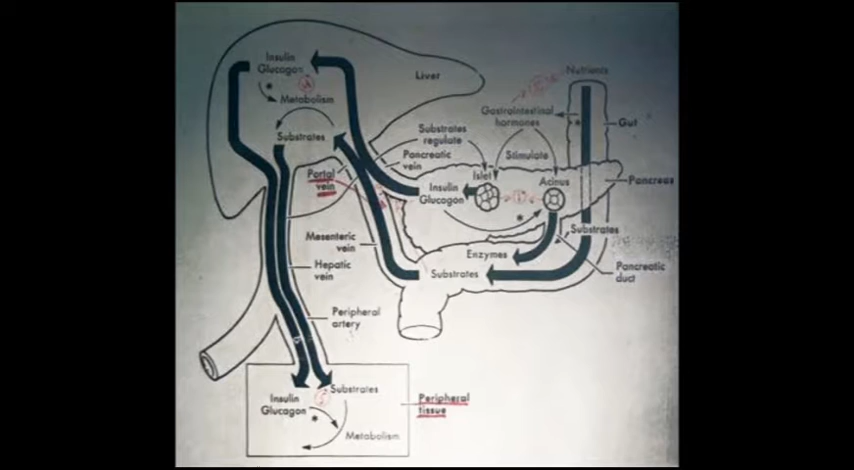 Insulin
Glucagon
*
Metabolism
Substrates
Liver
Nutrients
Gastrointestinal
hormones
*
Gut
Substrates
regulate
Pancreatic
vein
Stimulate
Portal
vein
Islet
Acinus
Insulin
Glucagon
*
Pancreas
Substrates
Mesenteric
vein
Enzymes
Substrates
Pancreatic
duct
Hepatic
vein
Peripheral
artery
Insulin
Glucagon
*
Substrates
Metabolism
Peripheral
tissue